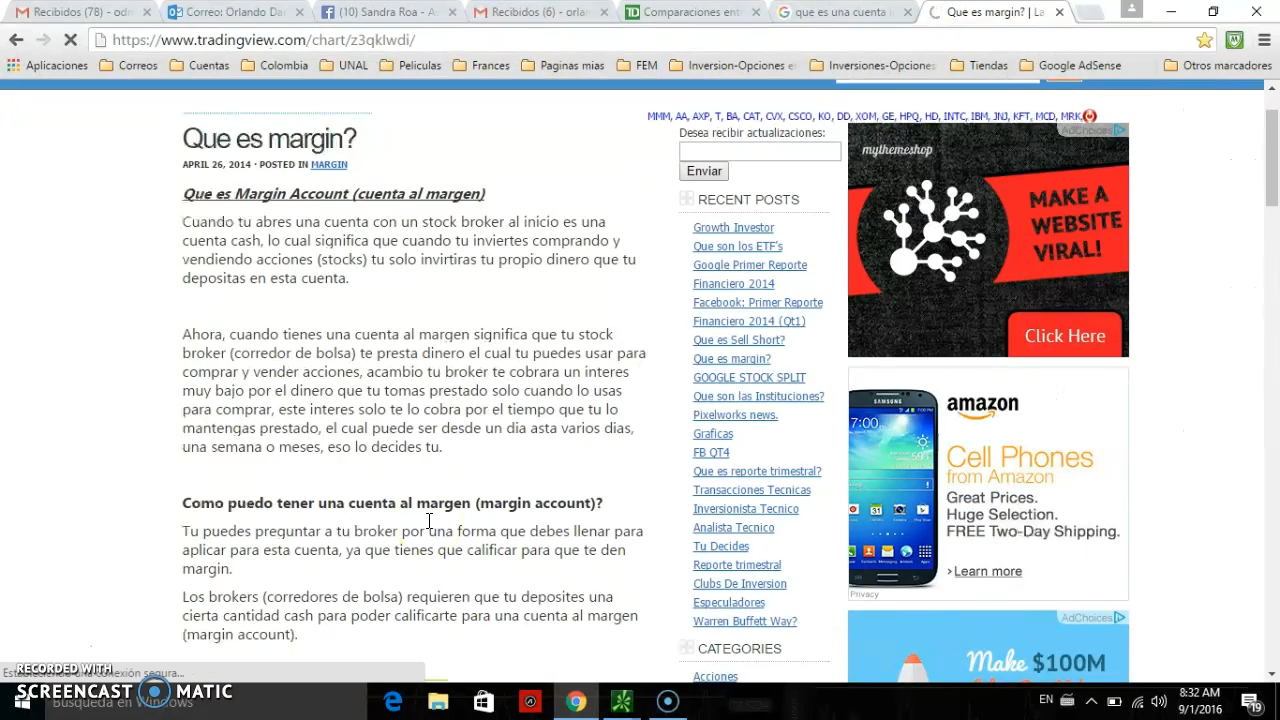 Recibidos (78) - odm
Correo: Orlando Dan
(10) Sandra Roa - A
Recibidos (6) - orlan
Comparaciones ent
que es una cuenta i
Que es margin? | La
https://www.tradingview.com/chart/z3qklwdi/
Aplicaciones
Correos
Cuentas
Colombia
UNAL
Peliculas
Frances
Paginas mias
FEM
Inversion-Opciones e
Inversiones-Opciones
Tiendas
Google AdSense
Otros marcadores
MMM, AA, AXP, T, BA, CAT, CVX, CSCO, KO, DD, XOM, GE, HPQ, HD, INTC, IBM, JNJ, KFT, MCD, MRK,
Que es margin?
APRIL 26, 2014 · POSTED IN MARGIN
Que es Margin Account (cuenta al margen)
Cuando tu abres una cuenta con un stock broker al inicio es una
cuenta cash, lo cual significa que cuando tu inviertes comprando y
vendiendo acciones (stocks) tu solo invirtiras tu propio dinero que tu
depositas en esta cuenta.
Ahora, cuando tienes una cuenta al margen significa que tu stock
broker (corredor de bolsa) te presta dinero el cual tu puedes usar para
comprar y vender acciones, acambio tu broker te cobrara un interes
muy bajo por el dinero que tu tomas prestado solo cuando lo usas
para comprar, este interes solo te lo cobra por el tiempo que tu lo
mantengas prestado, el cual puede ser desde un dia asta varios dias,
una semana o meses, eso lo decides tu.
Como puedo tener una cuenta al margen (margin account)?
Tu puedes preguntar a tu broker por una forma que debes llenar para
aplicar para esta cuenta, ya que tienes que calificar para que te den
margin.
Los brokers (corredores de bolsa) requieren que tu deposites una
cierta cantidad cash para poder calificarte para una cuenta al margen
(margin account).
Desea recibir actualizaciones:
Enviar
RECENT POSTS
Growth Investor
Que son los ETF's
Google Primer Reporte
Financiero 2014
Facebook: Primer Reporte
Financiero 2014 (Qt1)
Que es Sell Short?
Que es margin?
GOOGLE STOCK SPLIT
Que son las Instituciones?
Pixelworks news.
Graficas
FB QT4
Que es reporte trimestral?
Transacciones Tecnicas
Inversionista Tecnico
Analista Tecnico
Tu Decides
Reporte trimestral
Clubs De Inversion
Especuladores
Warren Buffett Way?
CATEGORIES
Acciones
AdChoices
mythemeshop
MAKE A
WEBSITE
VIRAL!
Click Here
SAMSUNG
7:00
amazon
Cell Phones
from Amazon
Great Prices.
Huge Selection.
FREE Two-Day Shipping.
Learn more
Privacy
AdChoices
Make $100M
Estableciendo una conexión segura...
RECORDED WITH
SCREENCAST MATIC
Búsqueda en Windows
EN
8:32 AM
9/1/2016
19